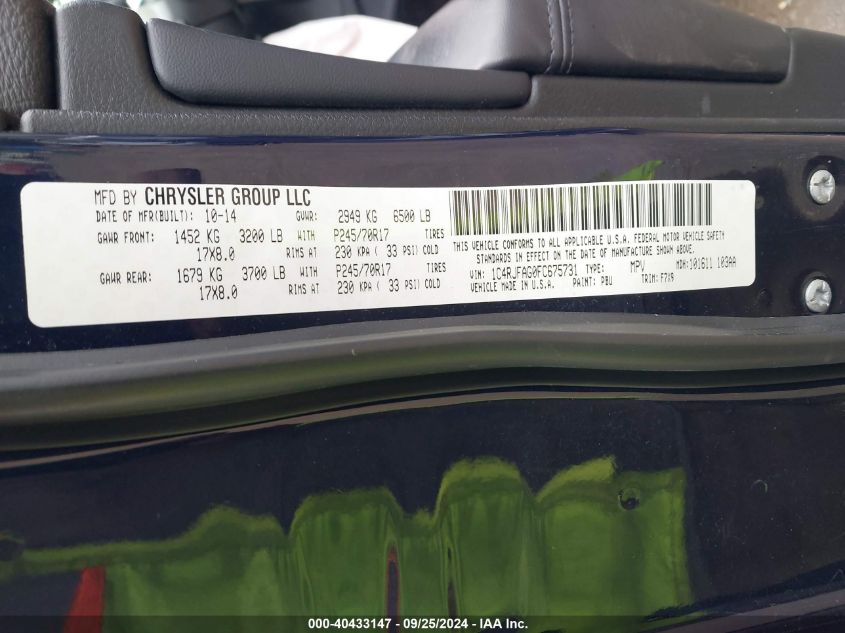 MFD BY CHRYSLER GROUP LLC
DATE OF MFR(BUILT): 10-14 GVWR: 2949 KG 6500 LB
GAWR FRONT: 1452 KG 3200 LB WITH P245/70R17 TIRES
17X8.0 RIMS AT 230 KPA ( 33 PSI) COLD
GAWR REAR: 1679 KG 3700 LB WITH P245/70R17 TIRES
17X8.0 RIMS AT 230 KPA ( 33 PSI) COLD
THIS VEHICLE CONFORMS TO ALL APPLICABLE U.S.A. FEDERAL MOTOR VEHICLE SAFETY
STANDARDS IN EFFECT ON THE DATE OF MANUFACTURE SHOWN ABOVE.
VIN: 1C4RJFAG0FC675731 TYPE: MPV MDH: 101611 103AA
VEHICLE MADE IN U.S.A. PAINT: PBU TRIM: F7X9
000-40433147 - 09/25/2024 - IAA Inc.